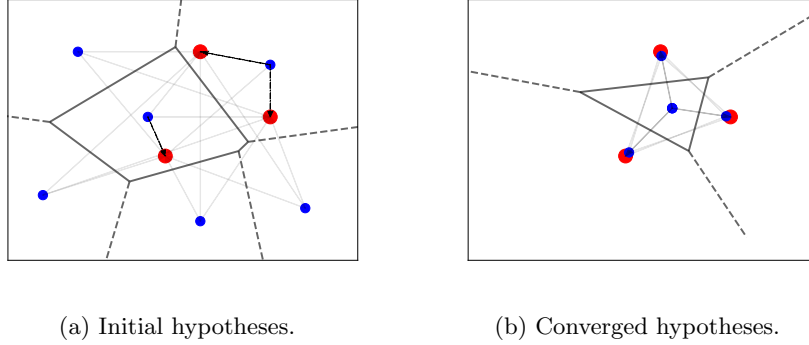 (a) Initial hypotheses.
(b) Converged hypotheses.